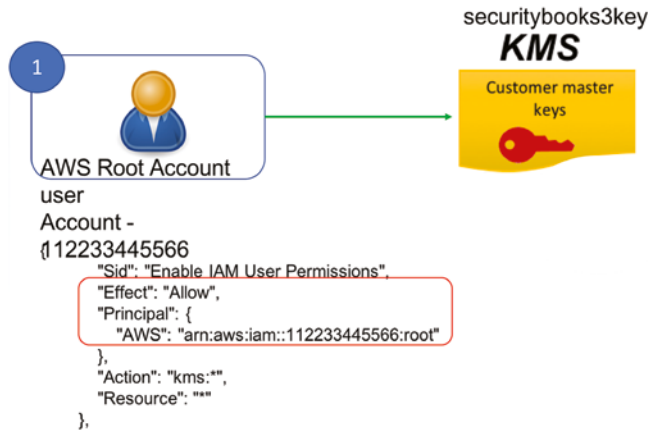 securitybooks3key
KMS
Customer master
keys
1
AWS Root Account
user
Account -
{112233445566
"Sid": "Enable IAM User Permissions",
"Effect": "Allow",
"Principal": {
"AWS": "arn:aws:iam::112233445566:root"
},
"Action": "kms:*",
"Resource": "*"
},